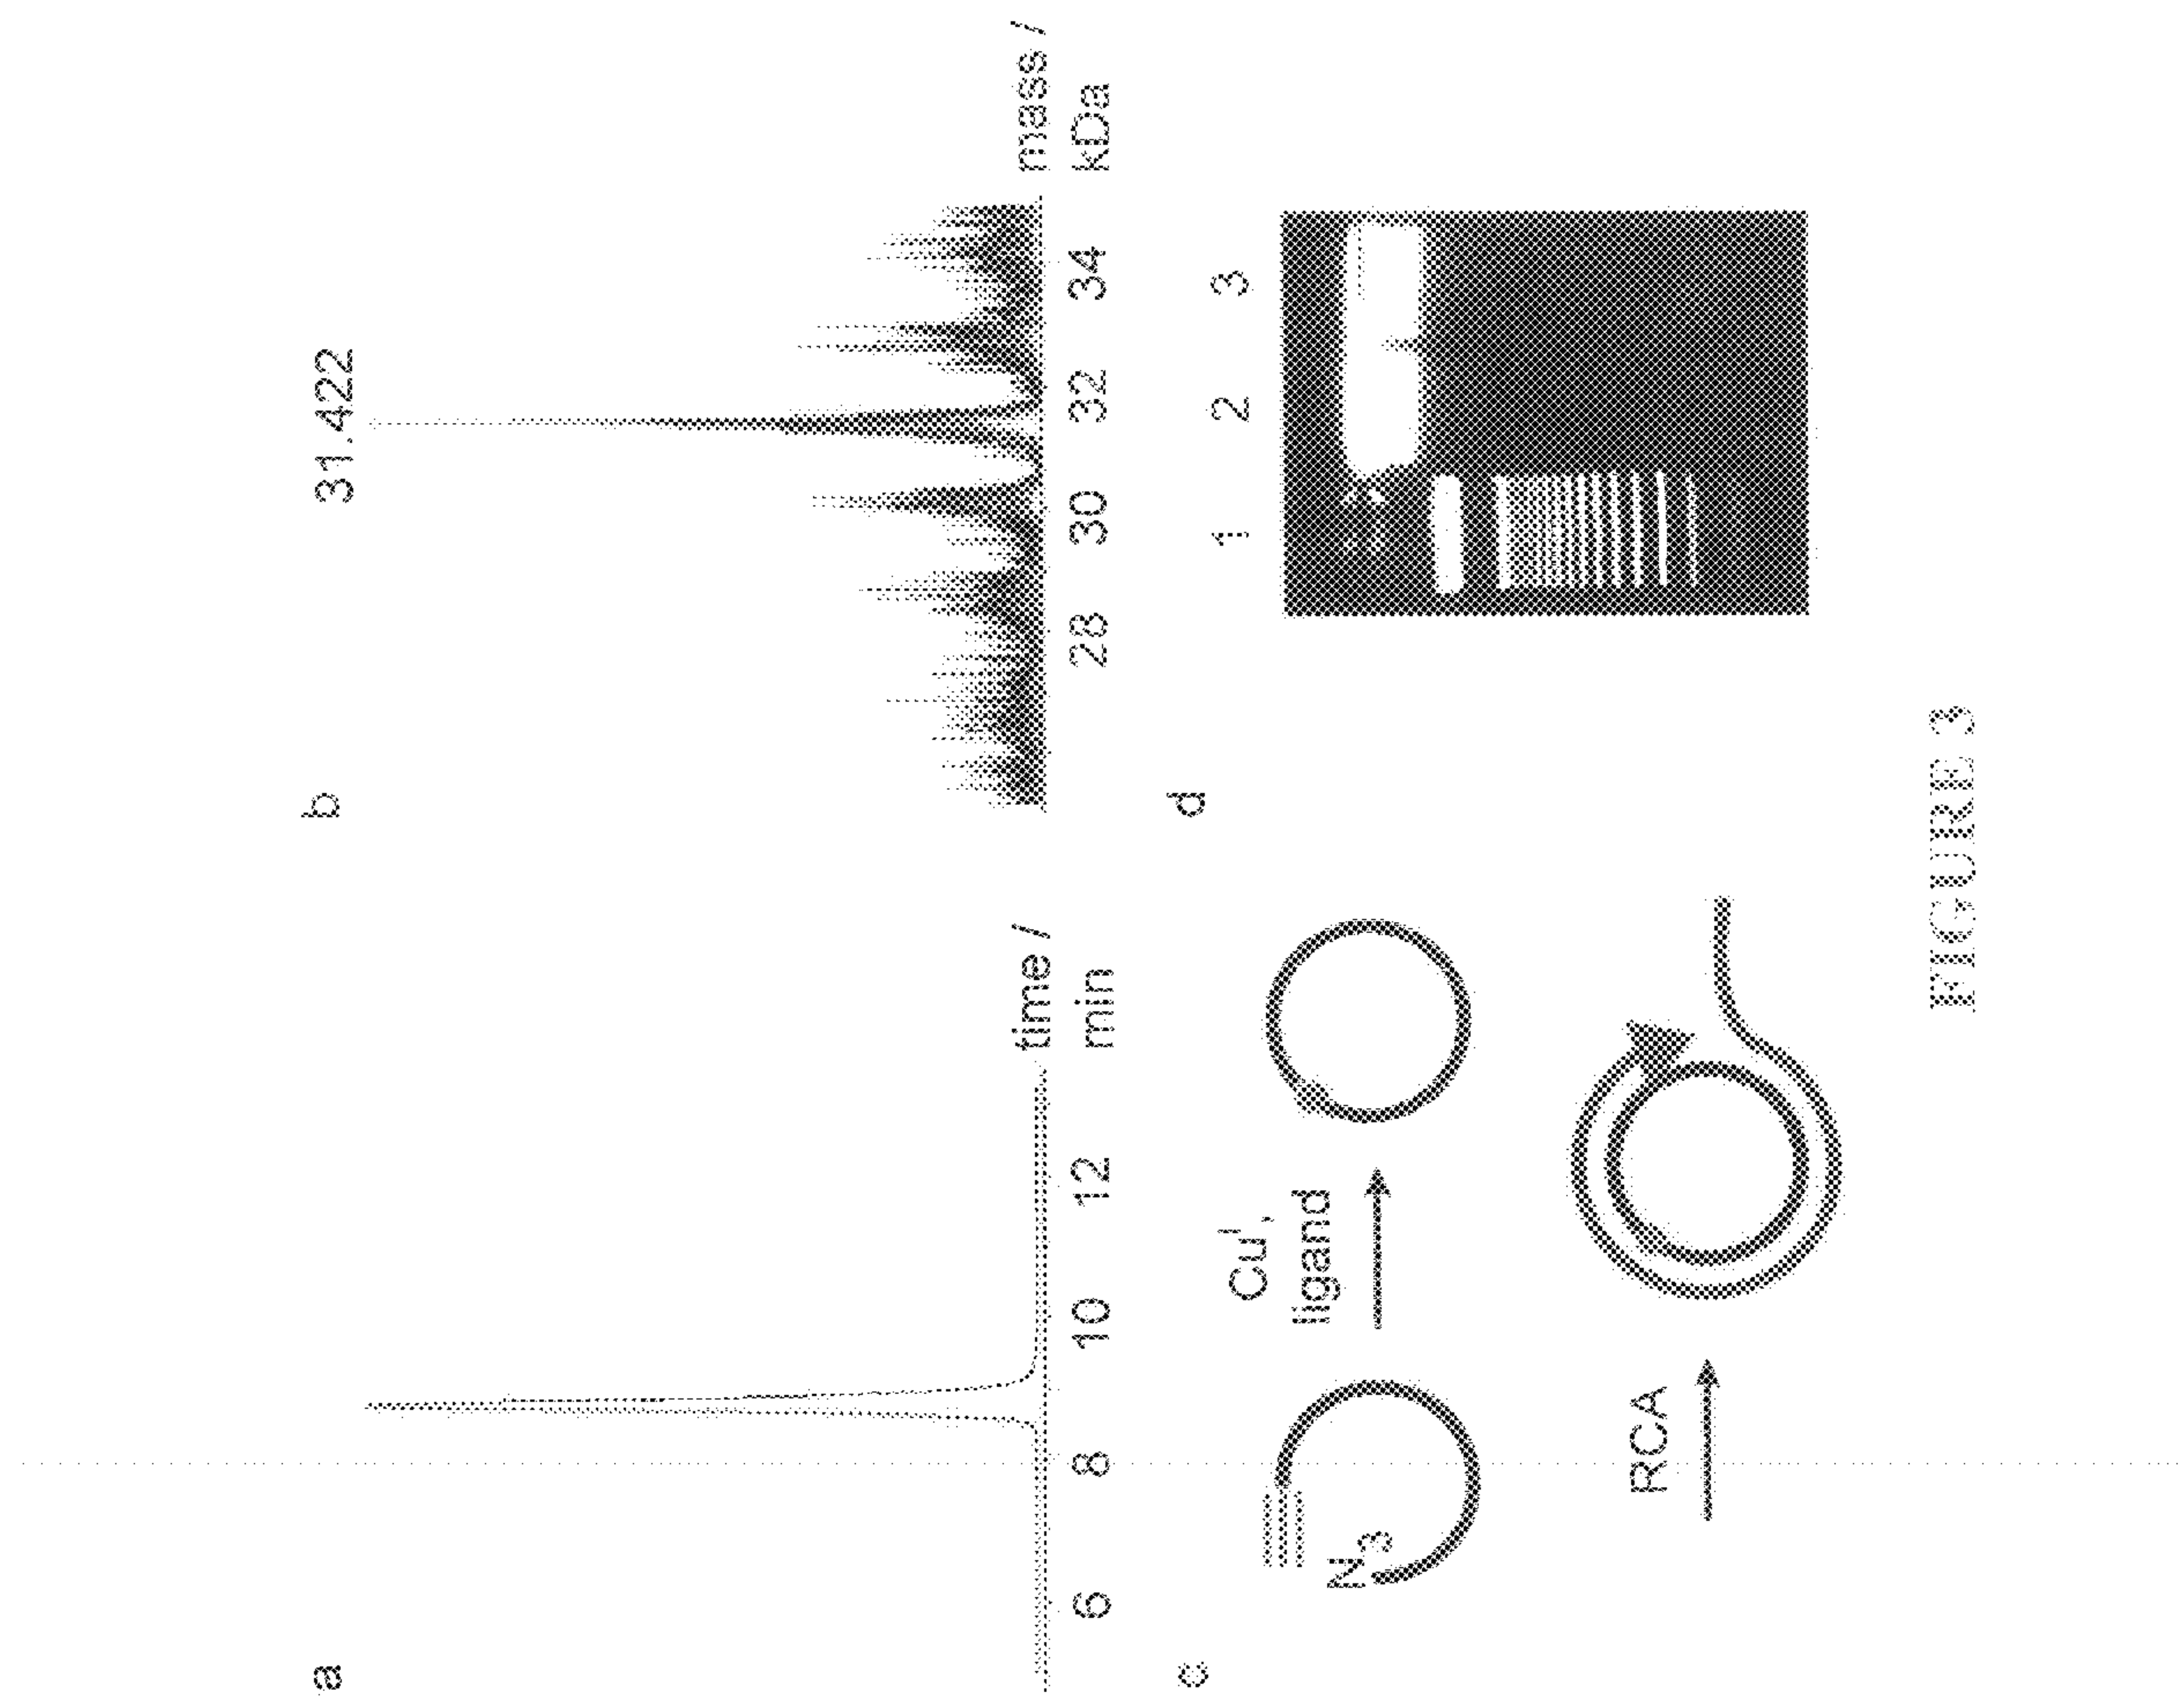 a
time /
min
6 8 10 12
b
31.422
mass /
kDa
28 30 32 34
c
N3
CuI,
ligand
RCA
d
1 2 3
FIGURE 3